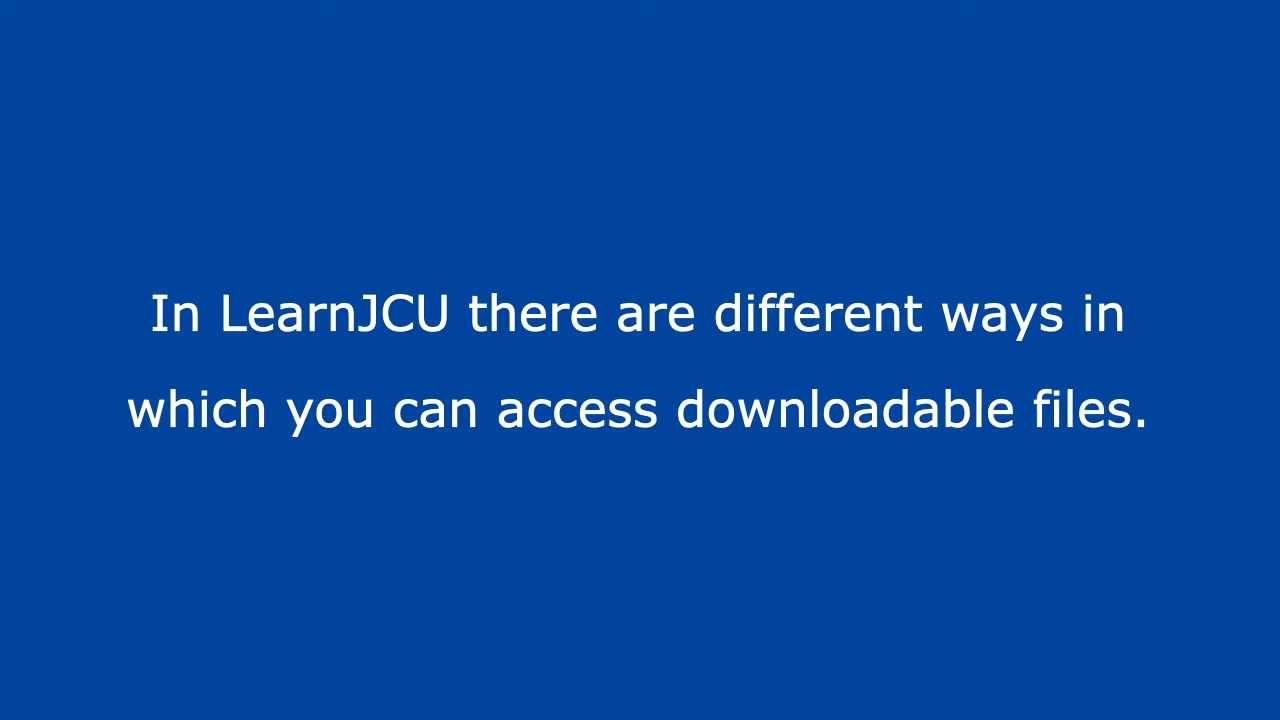 In LearnJCU there are different ways in
which you can access downloadable files.